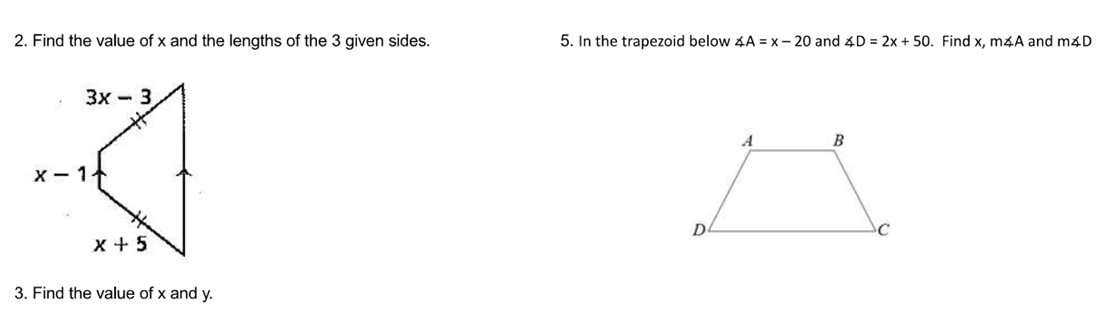 2. Find the value of x and the lengths of the 3 given sides.
3x – 3
x – 1
x + 5
3. Find the value of x and y.
5. In the trapezoid below ∡A = x – 20 and ∡D = 2x + 50. Find x, m∡A and m∡D
A
B
D
C